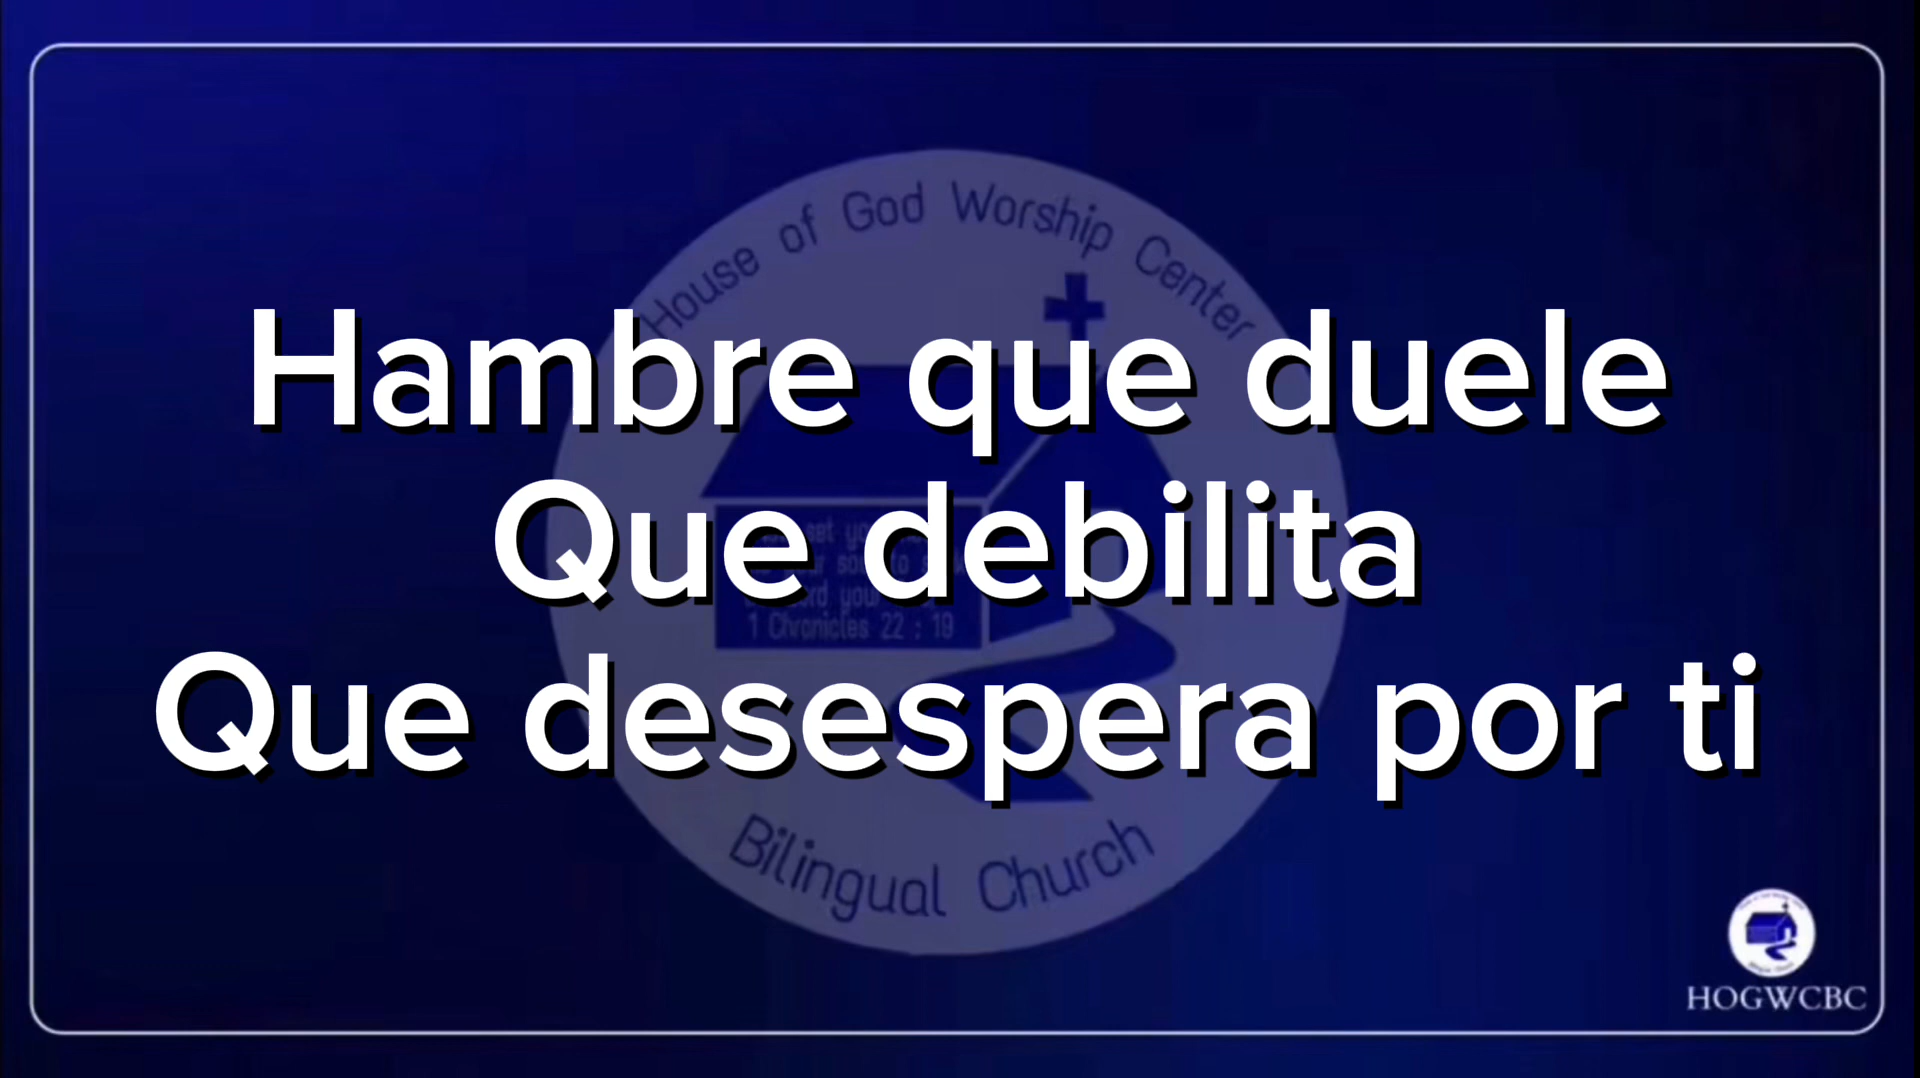 House of God Worship Center
Hambre que duele
Que debilita
Que desespera por ti
1 Chronicles 22 : 19
Bilingual Church
HOGWCBC